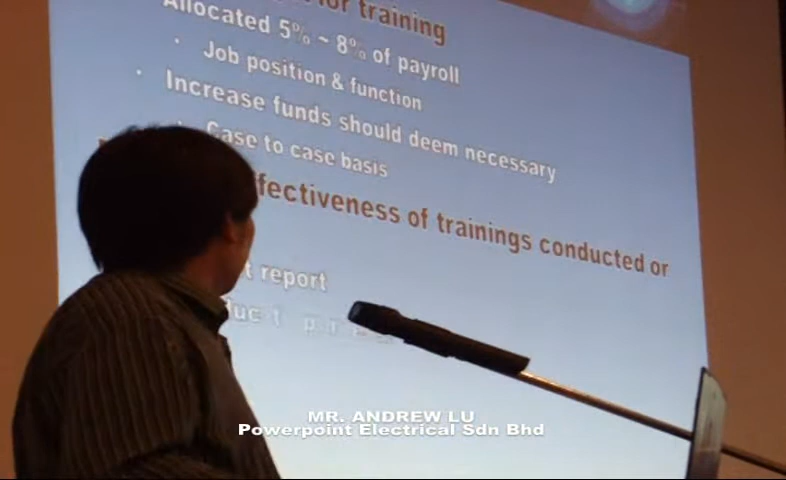 for training
Allocated 5% ~ 8% of payroll
· Job position & function
· Increase funds should deem necessary
Case to case basis
ffectiveness of trainings conducted or
t report
MR. ANDREW LU
Powerpoint Electrical Sdn Bhd